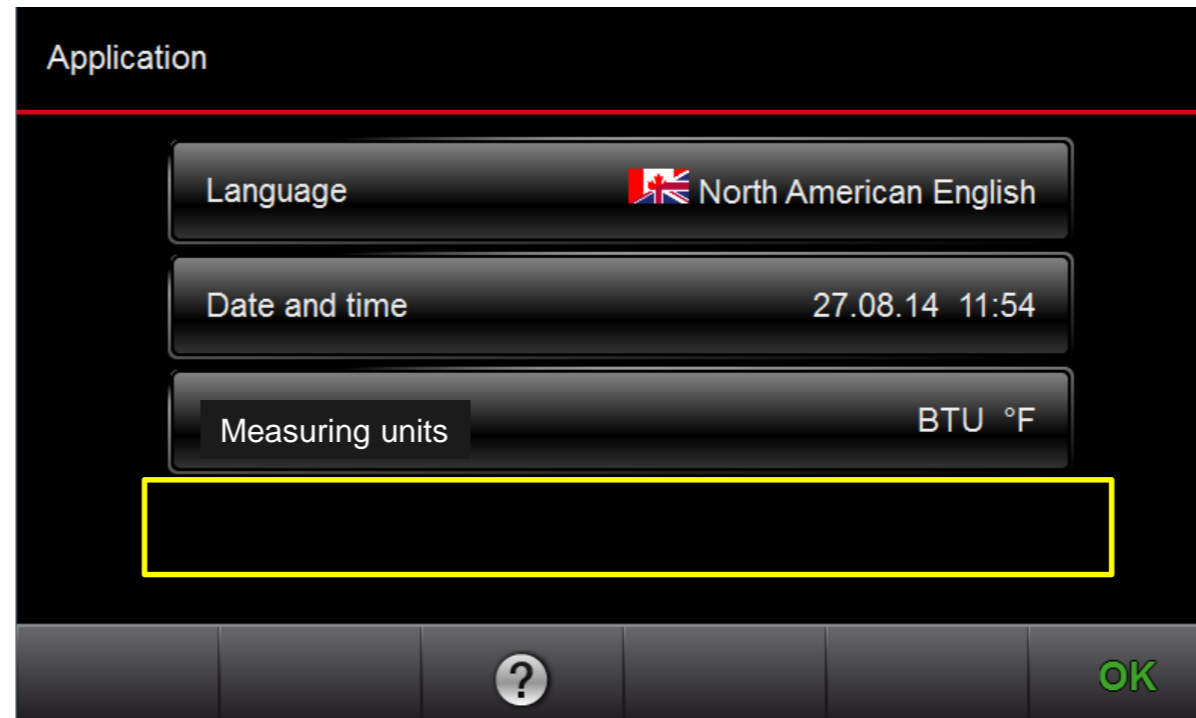 Application
Language North American English
Date and time 27.08.14 11:54
Measuring units BTU °F
? OK